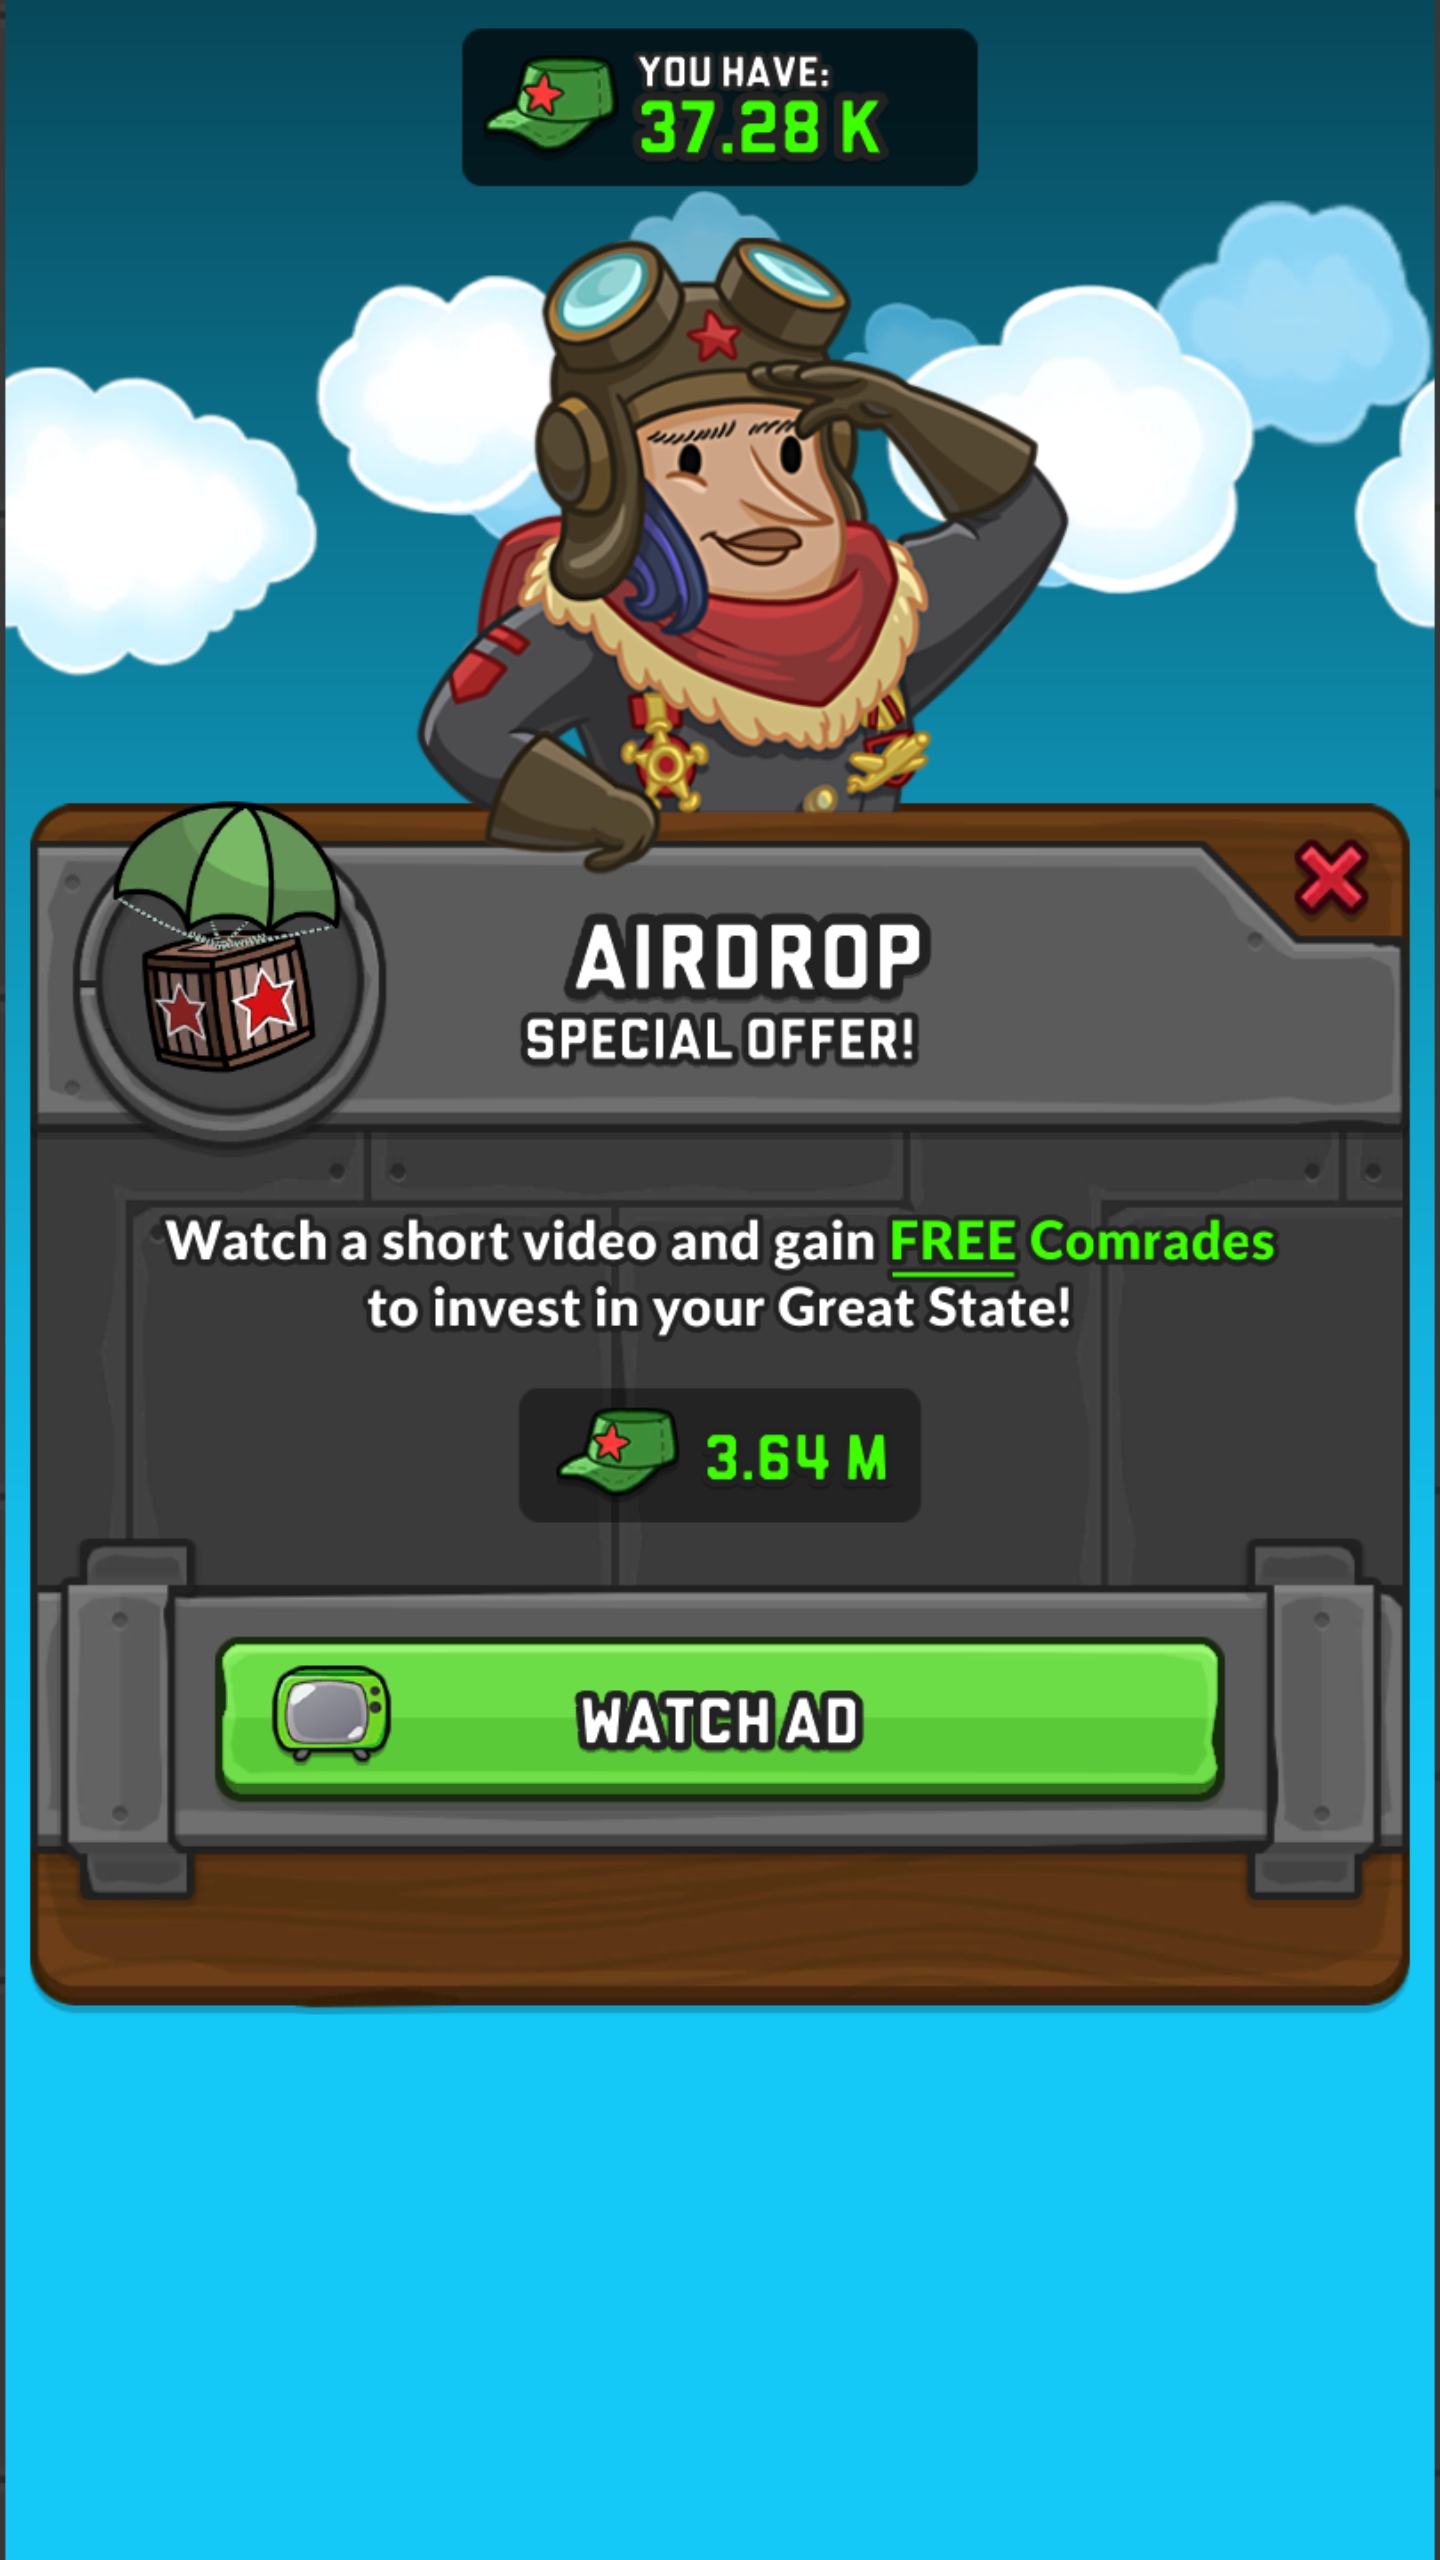 YOU HAVE:
37.28 K
AIRDROP
SPECIAL OFFER!
Watch a short video and gain FREE Comrades
to invest in your Great State!
3.64 M
WATCH AD